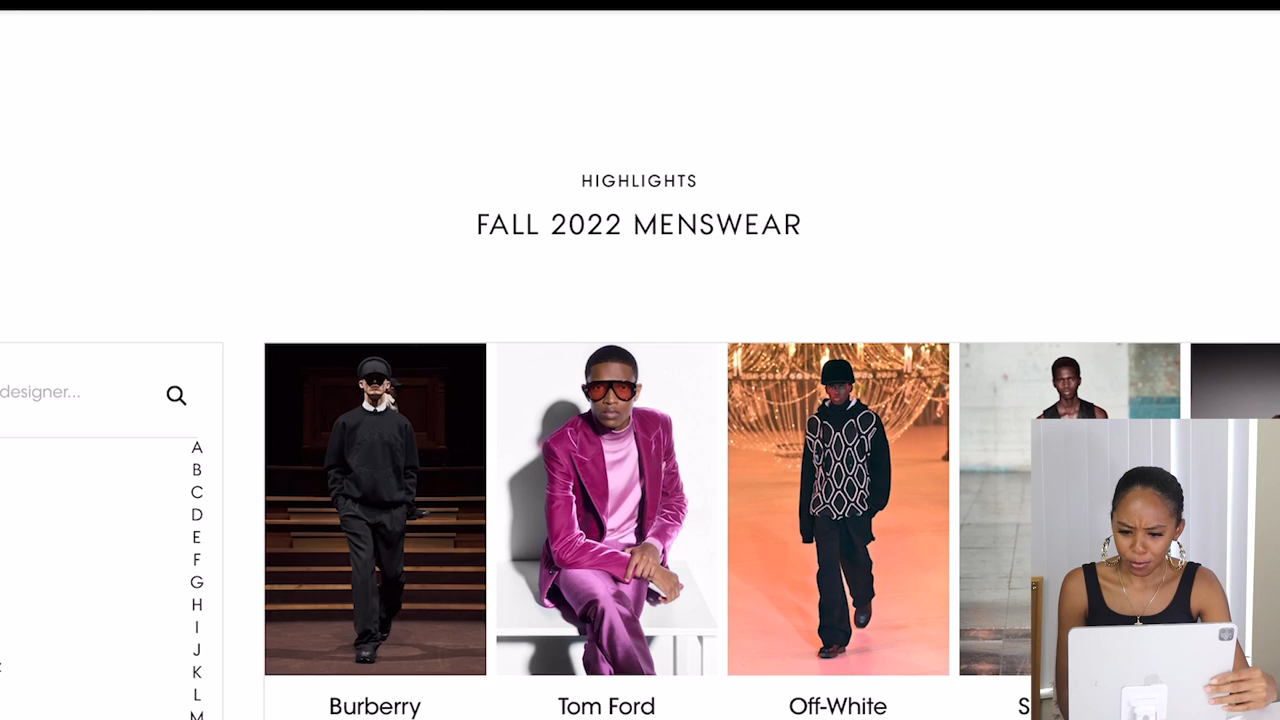 HIGHLIGHTS
FALL 2022 MENSWEAR
designer...
A
B
C
D
E
F
G
H
I
J
K
L
M
Burberry
Tom Ford
Off-White
S